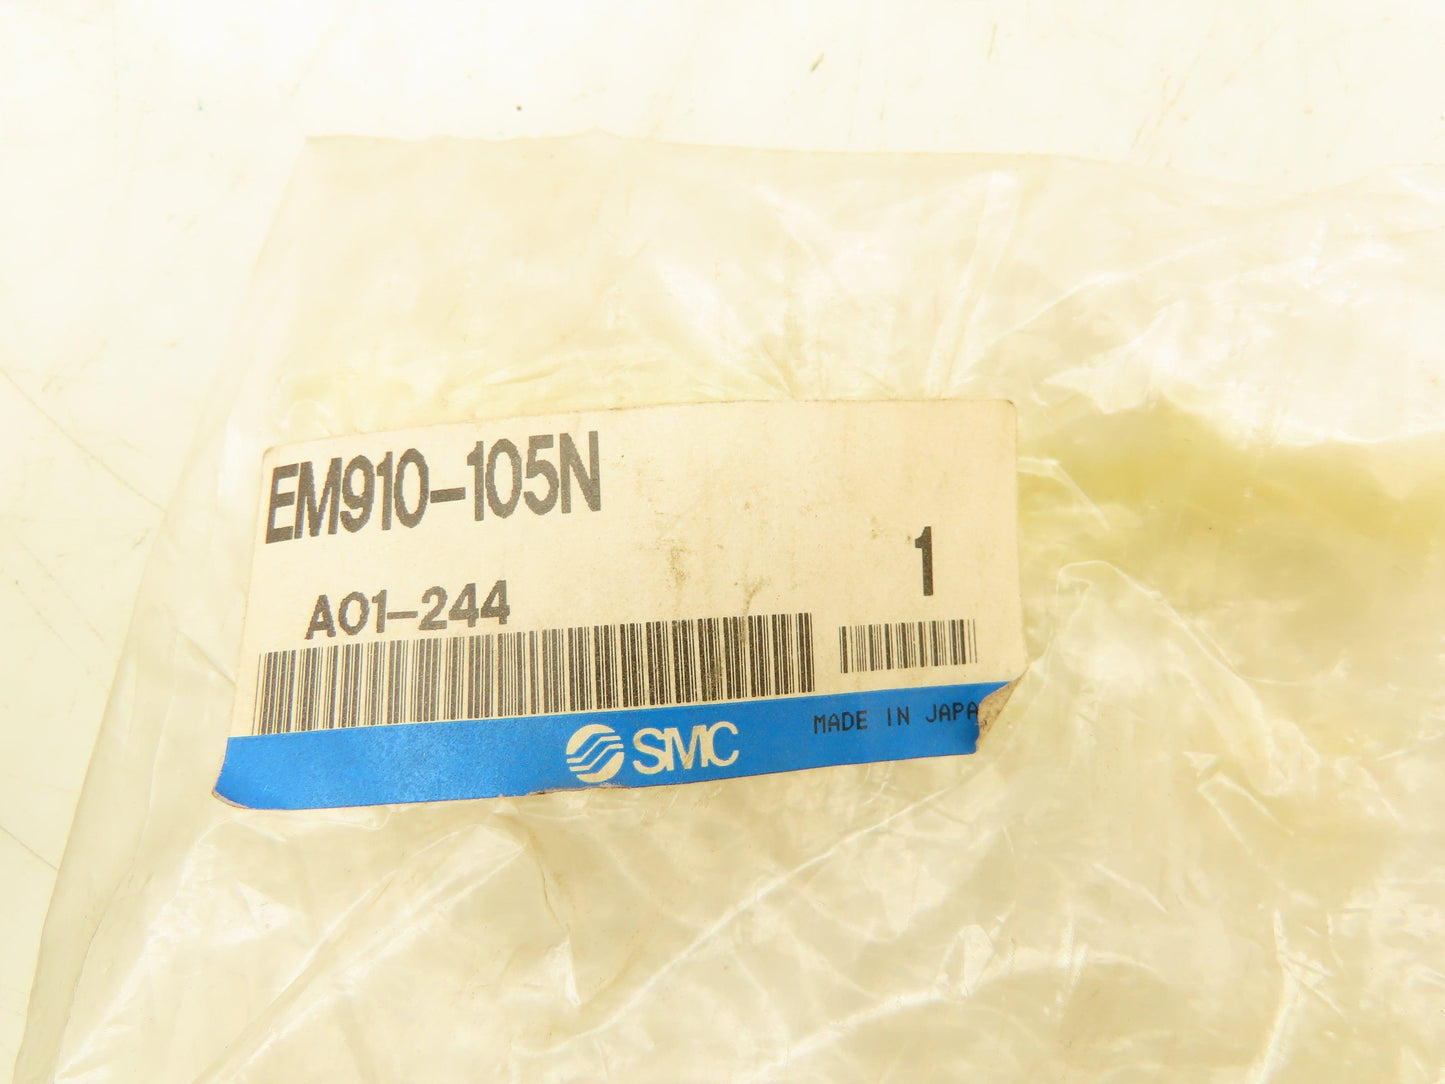 EM910-105N
1
A01-244
SMC
MADE IN JAPA